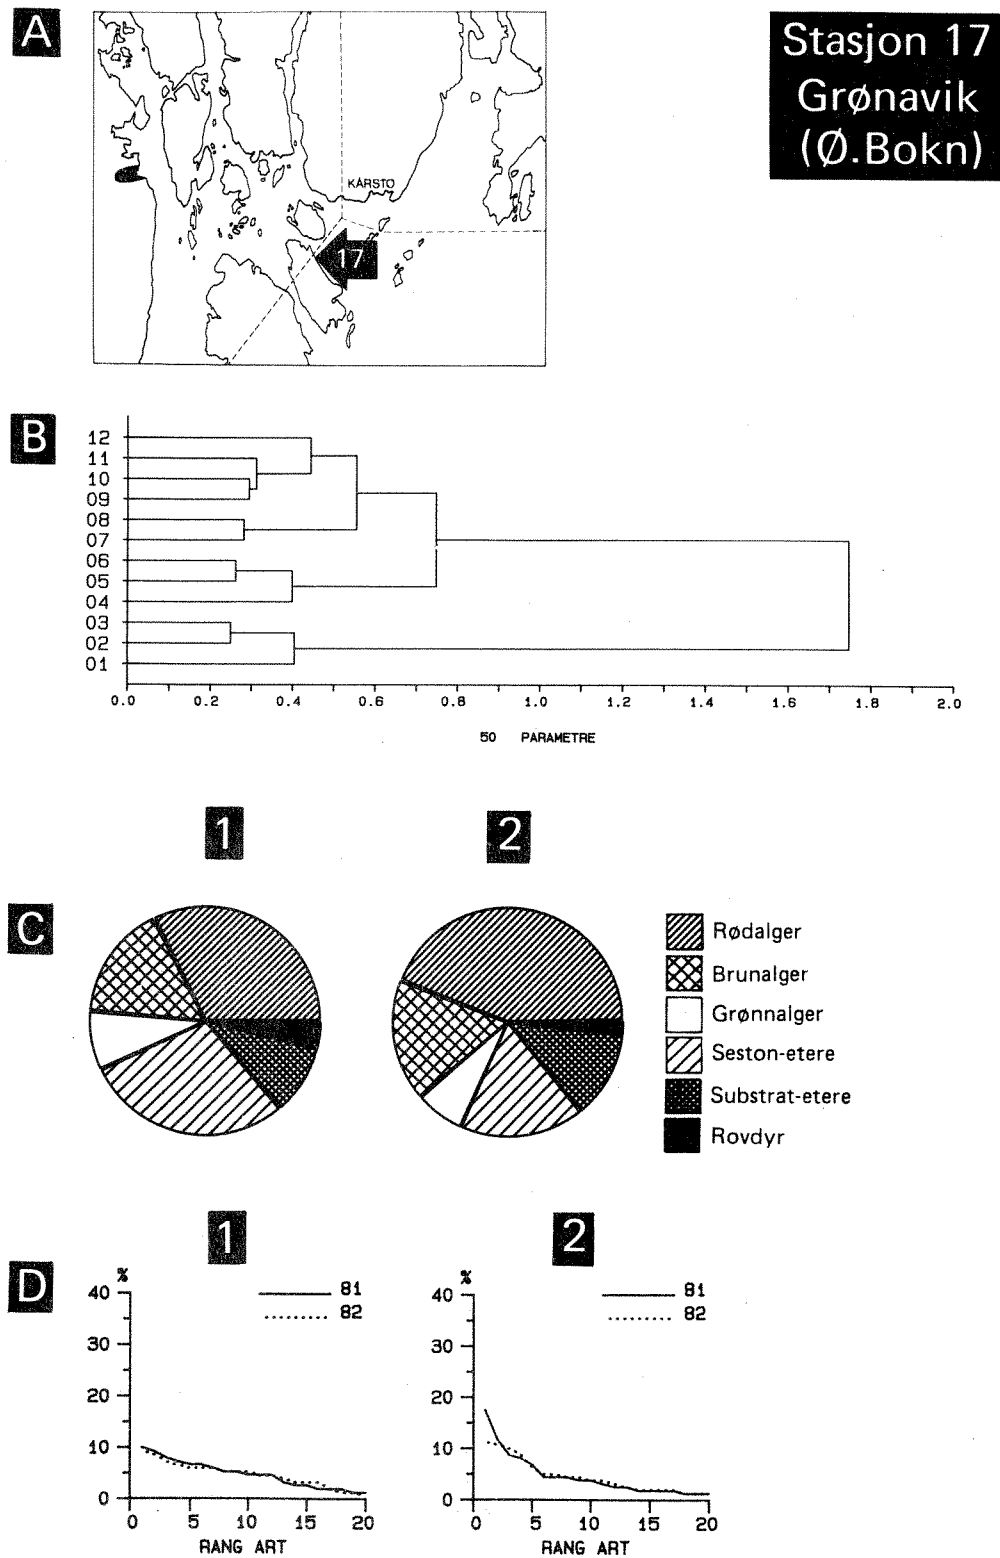 A
Stasjon 17
Grønavik
(Ø.Bokn)
KÅRSTØ
17
B
12
11
10
09
08
07
06
05
04
03
02
01
0.0 0.2 0.4 0.6 0.8 1.0 1.2 1.4 1.6 1.8 2.0
50 PARAMETRE
1 2
C
Rødalger
Brunalger
Grønnalger
Seston-etere
Substrat-etere
Rovdyr
1 2
D
%
40
30
20
10
0
81
82
0 5 10 15 20
RANG ART
%
40
30
20
10
0
81
82
0 5 10 15 20
RANG ART